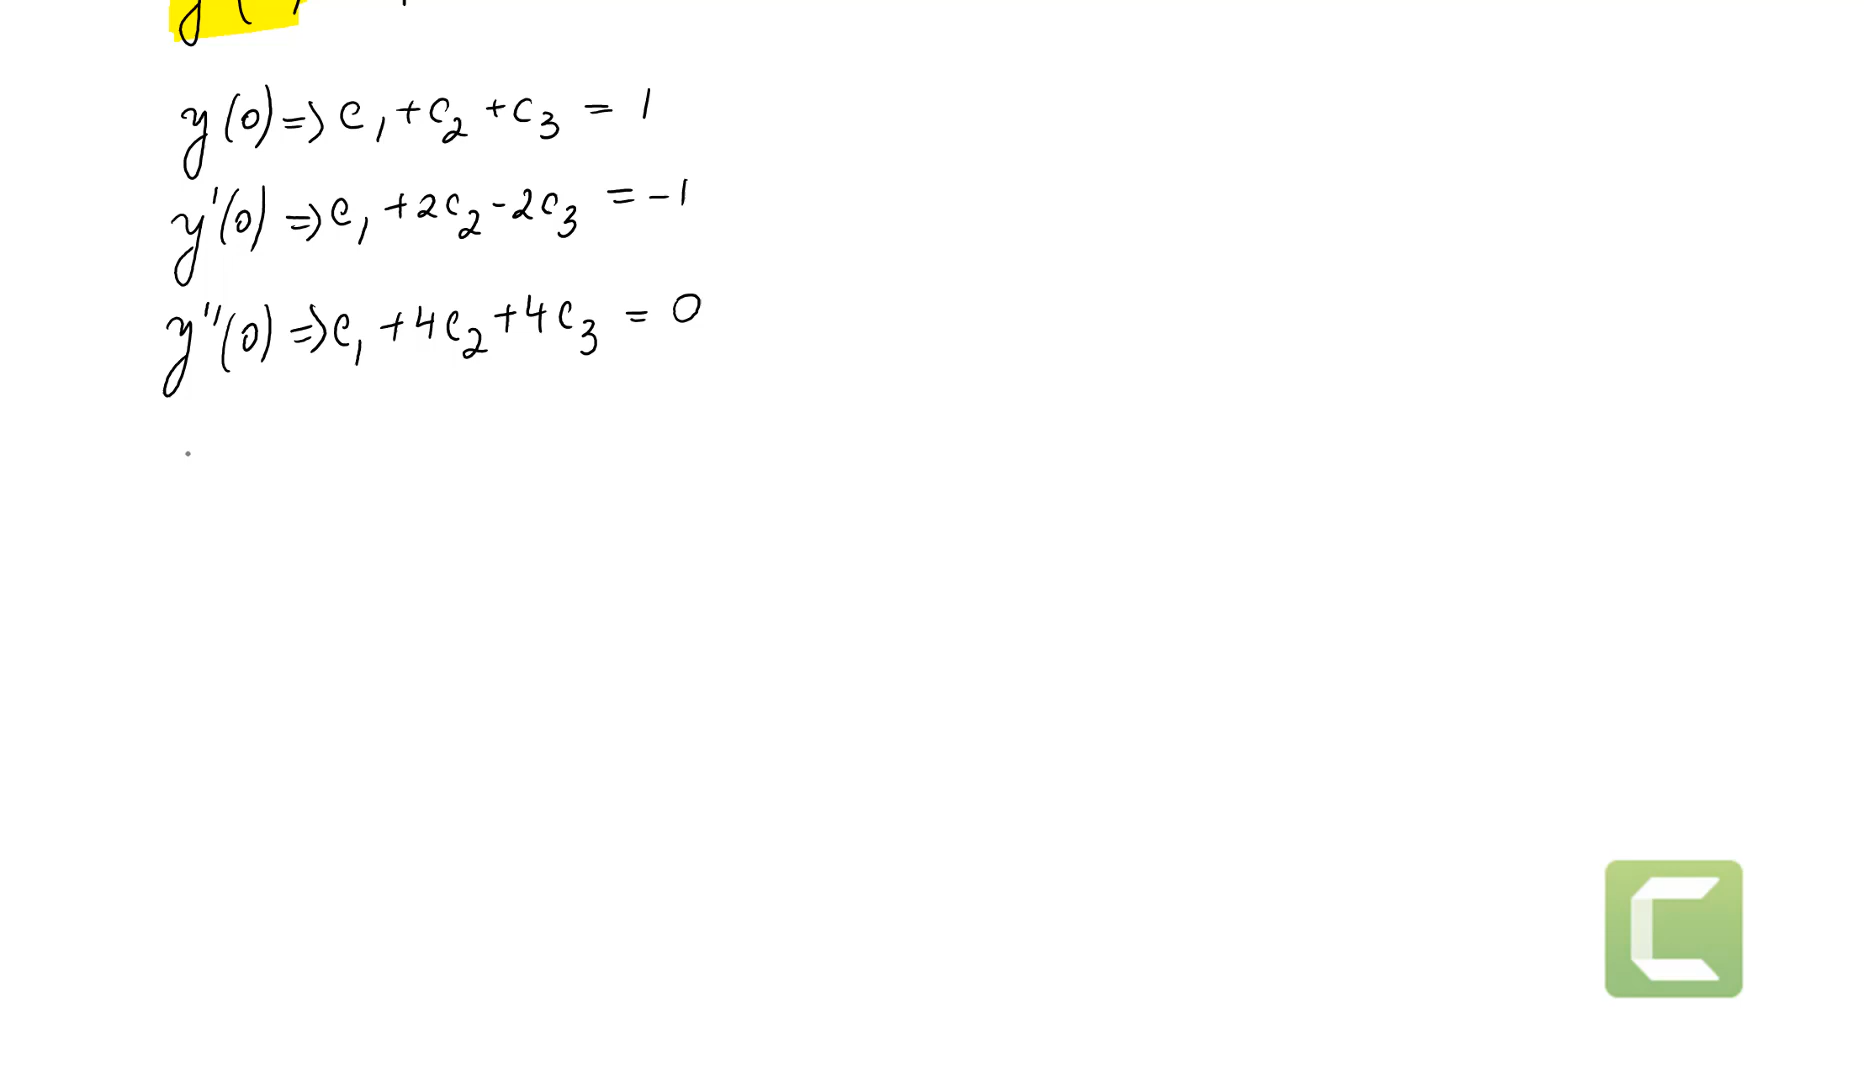 y(0) => c₁ + c₂ + c₃ = 1
y'(0) => c₁ + 2c₂ - 2c₃ = -1
y''(0) => c₁ + 4c₂ + 4c₃ = 0